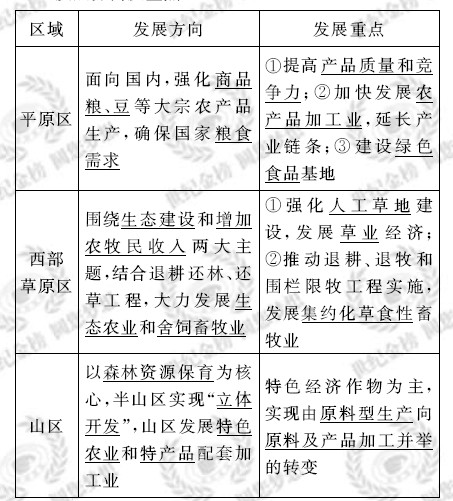 区域 发展方向 发展重点
平原区
面向国内,强化商品
粮、豆等大宗农产品
生产,确保国家粮食
需求
①提高产品质量和竞
争力;②加快发展农
产品加工业,延长产
业链条;③建设绿色
食品基地
西部
草原区
围绕生态建设和增加
农牧民收入两大主
题,结合退耕还林、还
草工程,大力发展生
态农业和舍饲畜牧业
①强化人工草地建
设,发展草业经济;
②推动退耕、退牧和
围栏限牧工程实施,
发展集约化草食性畜
牧业
山区
以森林资源保育为核
心,半山区实现“立体
开发”,山区发展特色
农业和特产品配套加
工业
特色经济作物为主,
实现由原料型生产向
原料及产品加工并举
的转变